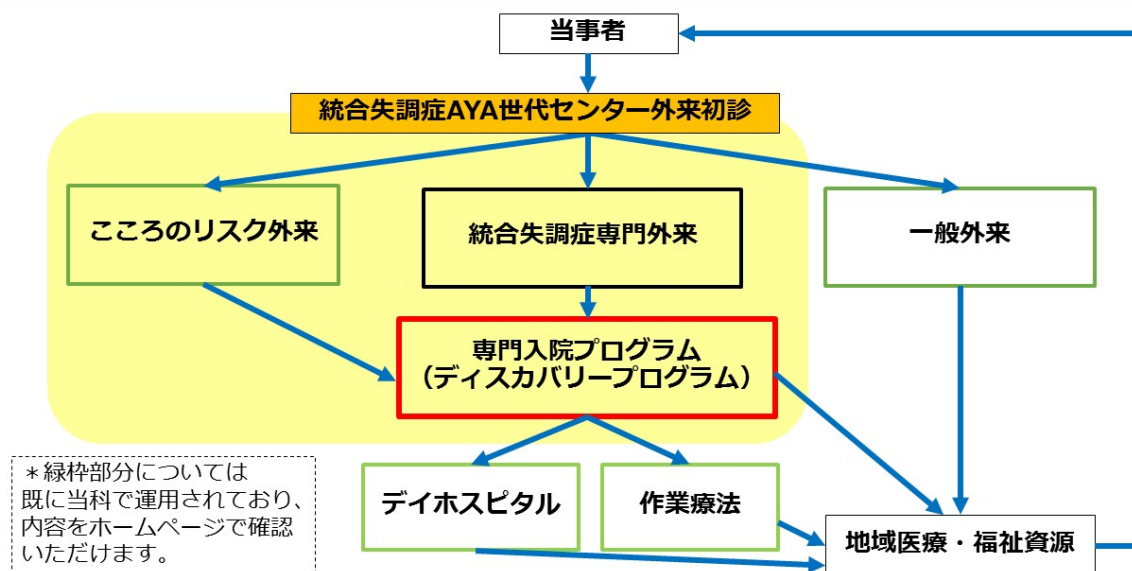 当事者
統合失調症AYA世代センター外来初診
こころのリスク外来
統合失調症専門外来
一般外来
専門入院プログラム
（ディスカバリープログラム）
デイホスピタル
作業療法
地域医療・福祉資源
＊緑枠部分については
既に当科で運用されており、
内容をホームページで確認
いただけます。